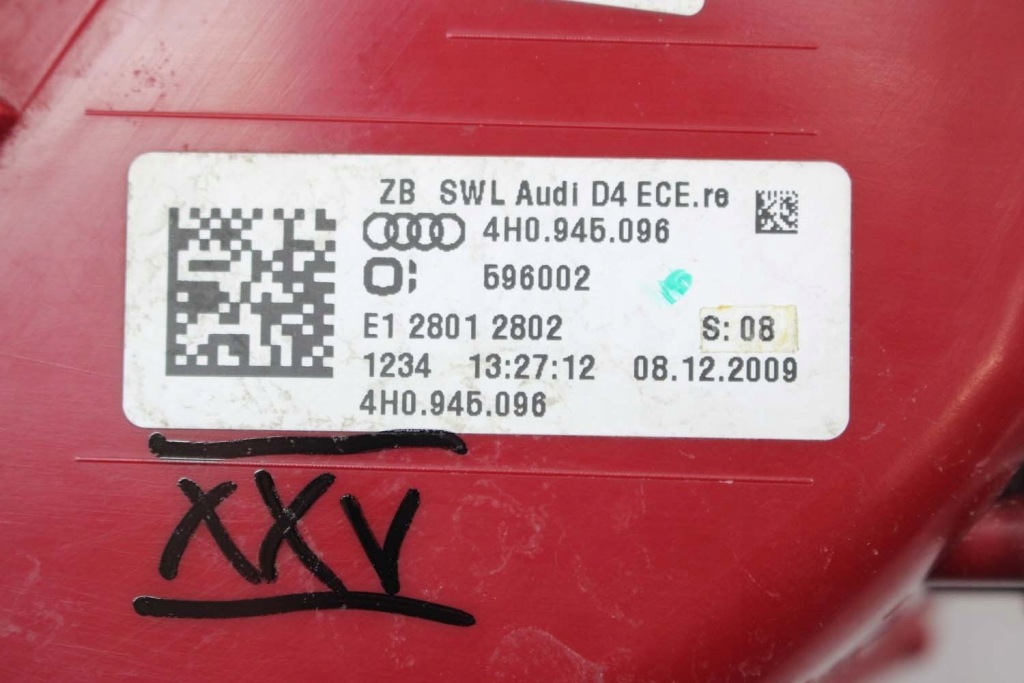 ZB SWL Audi D4 ECE.re
4H0.945.096
596002
E1 2801 2802 S: 08
1234 13:27:12 08.12.2009
4H0.945.096
XXV